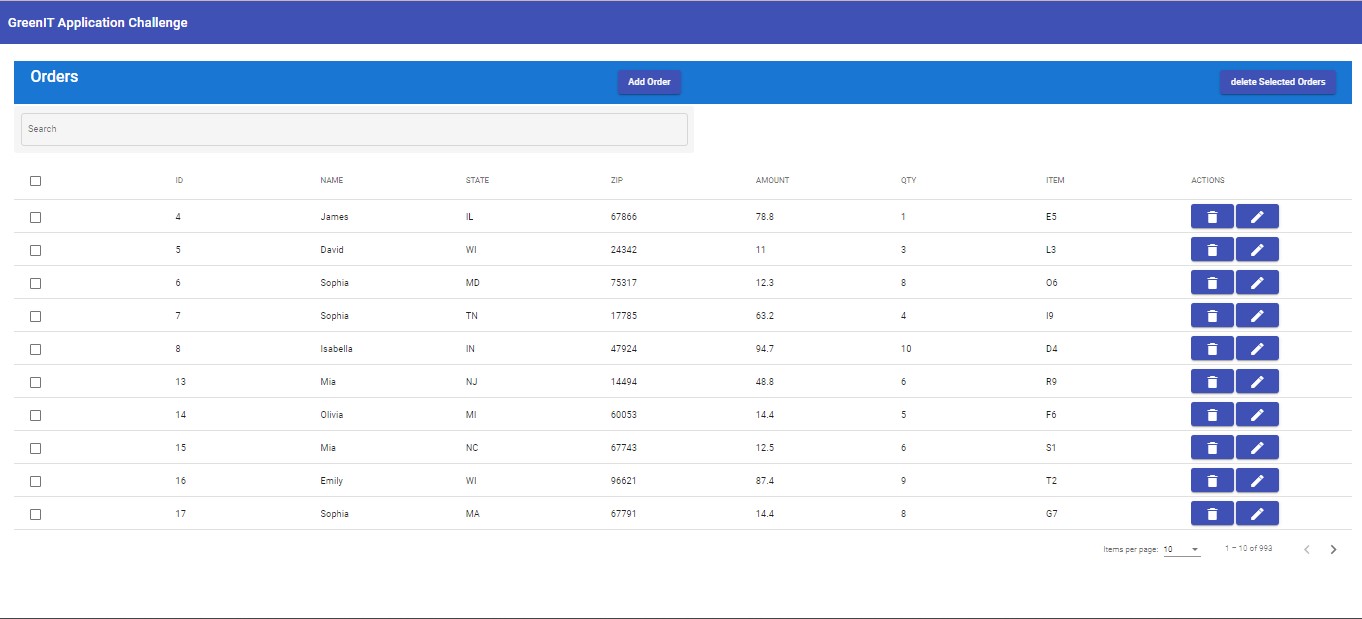 GreenIT Application Challenge
Orders Add Order delete Selected Orders
Search
ID NAME STATE ZIP AMOUNT QTY ITEM ACTIONS
4 James IL 67866 78.8 1 E5
5 David WI 24342 11 3 L3
6 Sophia MD 75317 12.3 8 O6
7 Sophia TN 17785 63.2 4 I9
8 Isabella IN 47924 94.7 10 D4
13 Mia NJ 14494 48.8 6 R9
14 Olivia MI 60053 14.4 5 F6
15 Mia NC 67743 12.5 6 S1
16 Emily WI 96621 87.4 9 T2
17 Sophia MA 67791 14.4 8 G7
Items per page: 10 1 – 10 of 993